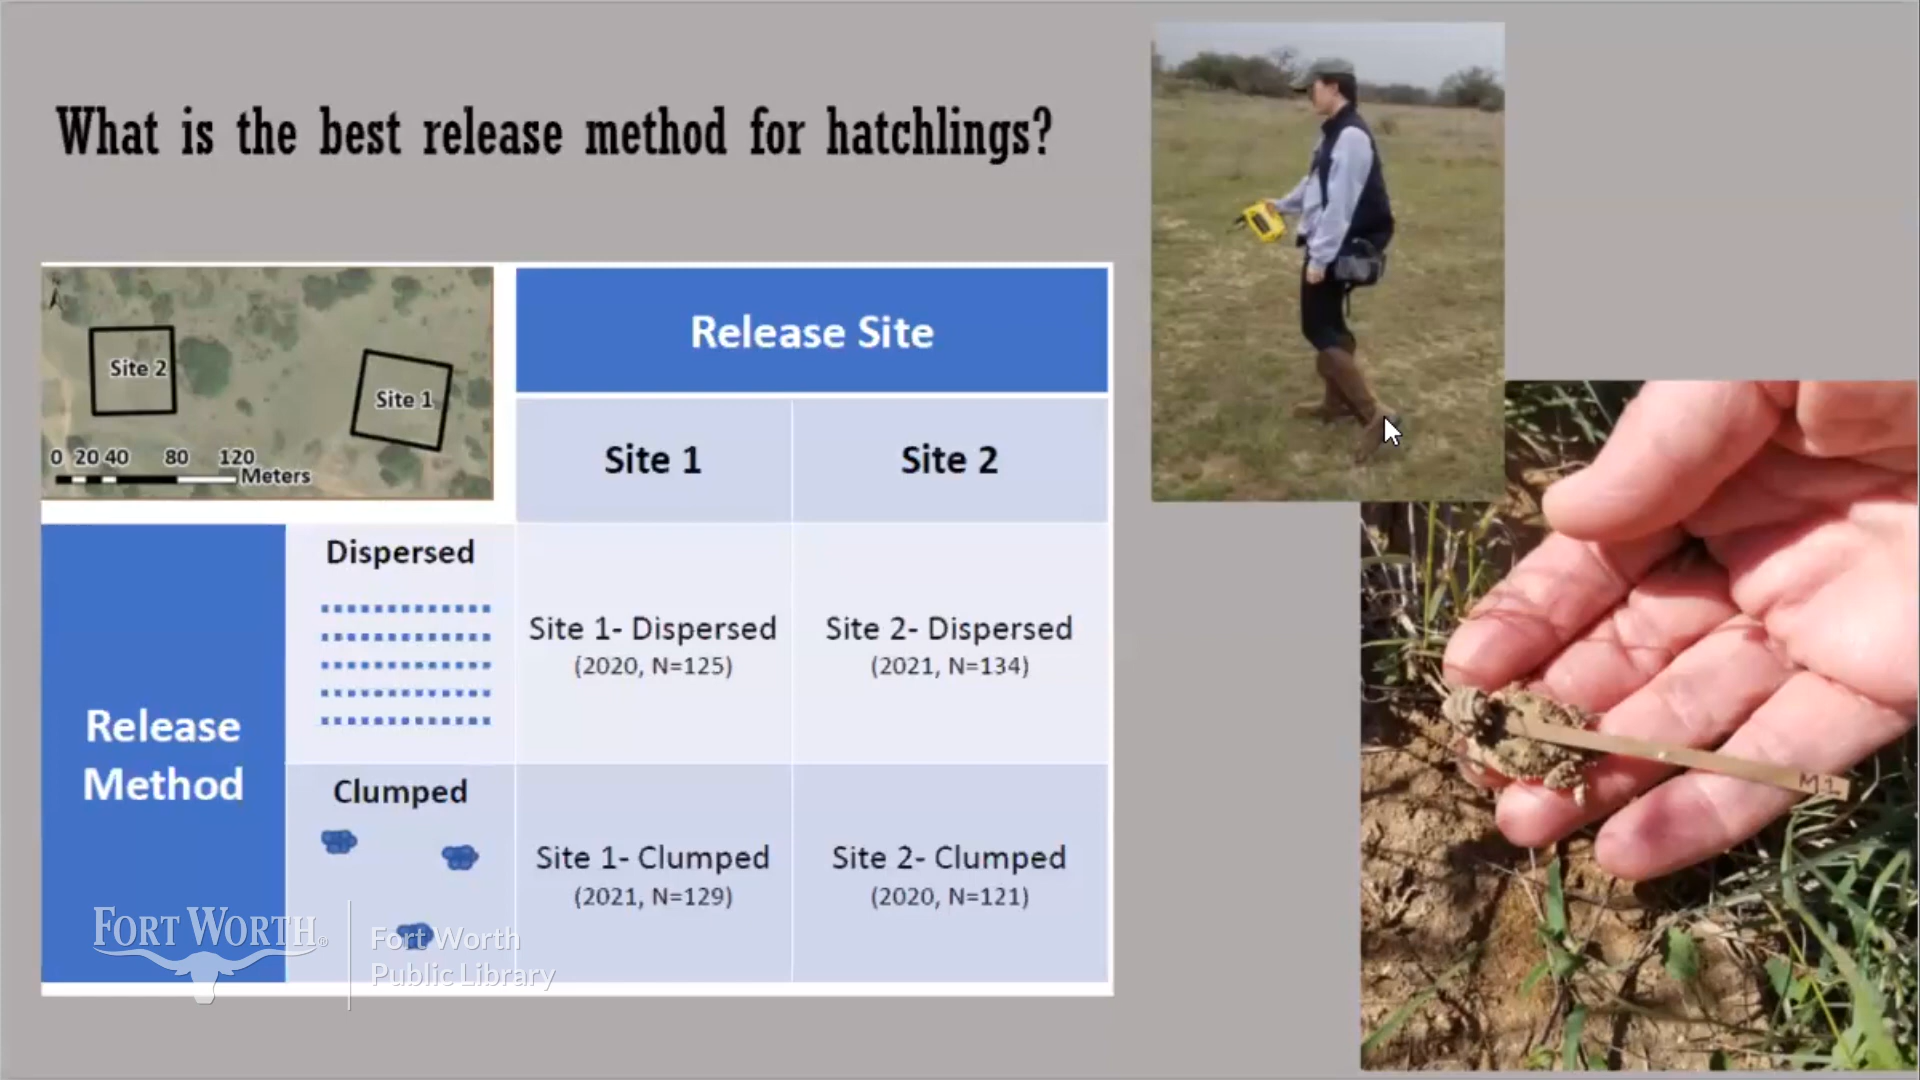 What is the best release method for hatchlings?
Site 2
Site 1
0 20 40 80 120
Meters
Release Site
Site 1
Site 2
Release
Method
Dispersed
Site 1- Dispersed
(2020, N=125)
Site 2- Dispersed
(2021, N=134)
Clumped
Site 1- Clumped
(2021, N=129)
Site 2- Clumped
(2020, N=121)
M1
FORT WORTH®
Fort Worth
Public Library